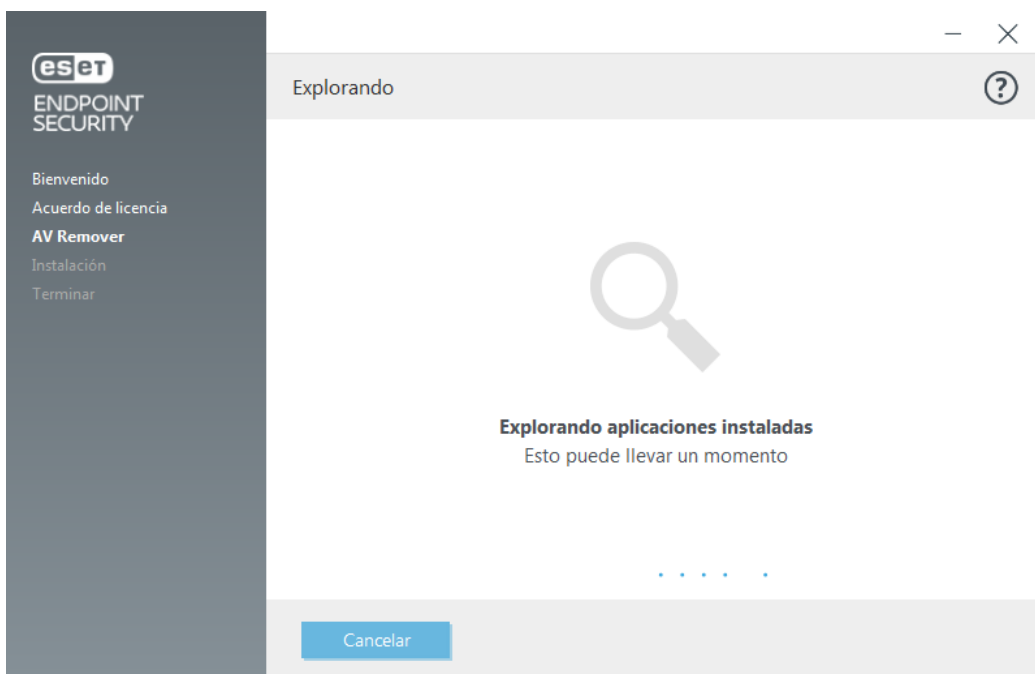 eset
ENDPOINT
SECURITY
Bienvenido
Acuerdo de licencia
AV Remover
Instalación
Terminar
Explorando
?
Explorando aplicaciones instaladas
Esto puede llevar un momento
Cancelar